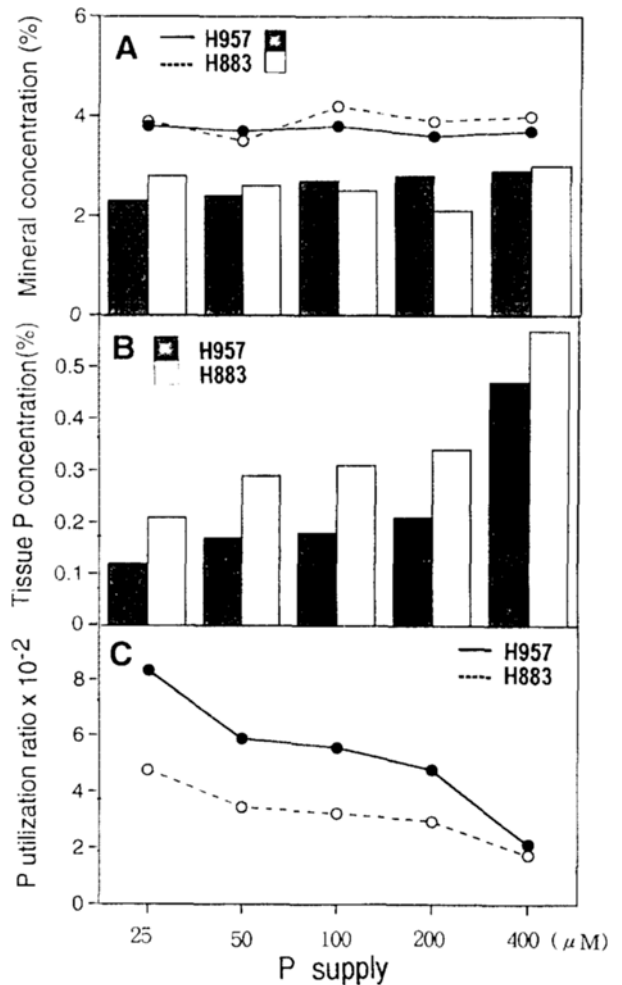 Mineral concentration (%)
6
4
2
0
A
H957
H883
Tissue P concentration(%)
0.5
0.4
0.3
0.2
0.1
0
B
H957
H883
P utilization ratio x 10-2
8
6
4
2
0
C
H957
H883
25 50 100 200 400 (μM)
P supply